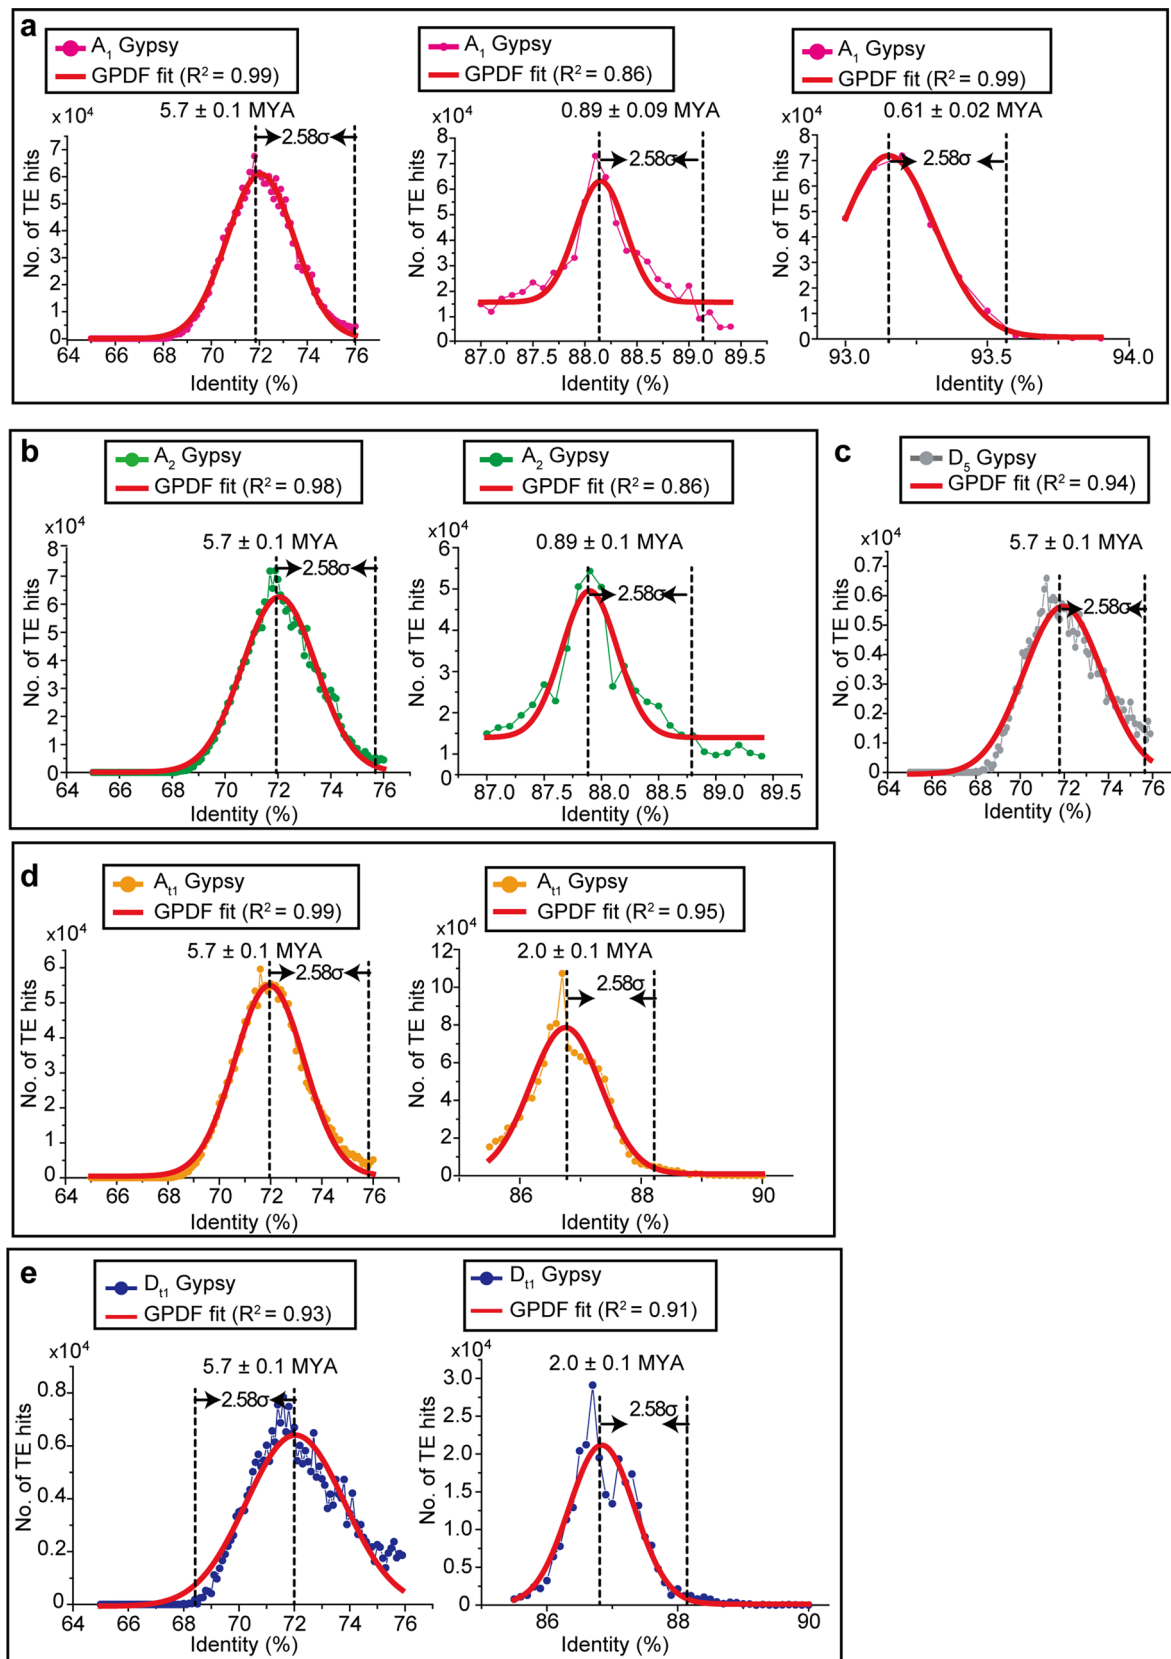 a
A1 Gypsy
GPDF fit (R² = 0.99)
5.7 ± 0.1 MYA
x10⁴
2.58σ
No. of TE hits
7
6
5
4
3
2
1
0
64 66 68 70 72 74 76
Identity (%)
A1 Gypsy
GPDF fit (R² = 0.86)
0.89 ± 0.09 MYA
x10⁴
2.58σ
No. of TE hits
8
7
6
5
4
3
2
1
0
87.0 87.5 88.0 88.5 89.0 89.5
Identity (%)
A1 Gypsy
GPDF fit (R² = 0.99)
0.61 ± 0.02 MYA
x10⁴
2.58σ
No. of TE hits
8
7
6
5
4
3
2
1
0
93.0 93.5 94.0
Identity (%)
b
A2 Gypsy
GPDF fit (R² = 0.98)
5.7 ± 0.1 MYA
x10⁴
2.58σ
No. of TE hits
8
7
6
5
4
3
2
1
0
64 66 68 70 72 74 76
Identity (%)
A2 Gypsy
GPDF fit (R² = 0.86)
0.89 ± 0.1 MYA
x10⁴
2.58σ
No. of TE hits
6
5
4
3
2
1
0
87.0 87.5 88.0 88.5 89.0 89.5
Identity (%)
c
D5 Gypsy
GPDF fit (R² = 0.94)
5.7 ± 0.1 MYA
x10⁴
2.58σ
No. of TE hits
0.7
0.6
0.5
0.4
0.3
0.2
0.1
0
64 66 68 70 72 74 76
Identity (%)
d
At1 Gypsy
GPDF fit (R² = 0.99)
5.7 ± 0.1 MYA
x10⁴
2.58σ
No. of TE hits
6
5
4
3
2
1
0
64 66 68 70 72 74 76
Identity (%)
At1 Gypsy
GPDF fit (R² = 0.95)
2.0 ± 0.1 MYA
x10⁴
2.58σ
No. of TE hits
12
10
8
6
4
2
0
86 88 90
Identity (%)
e
Dt1 Gypsy
GPDF fit (R² = 0.93)
5.7 ± 0.1 MYA
x10⁴
2.58σ
No. of TE hits
0.8
0.6
0.4
0.2
0
64 66 68 70 72 74 76
Identity (%)
Dt1 Gypsy
GPDF fit (R² = 0.91)
2.0 ± 0.1 MYA
x10⁴
2.58σ
No. of TE hits
3.0
2.5
2.0
1.5
1.0
0.5
0
86 88 90
Identity (%)